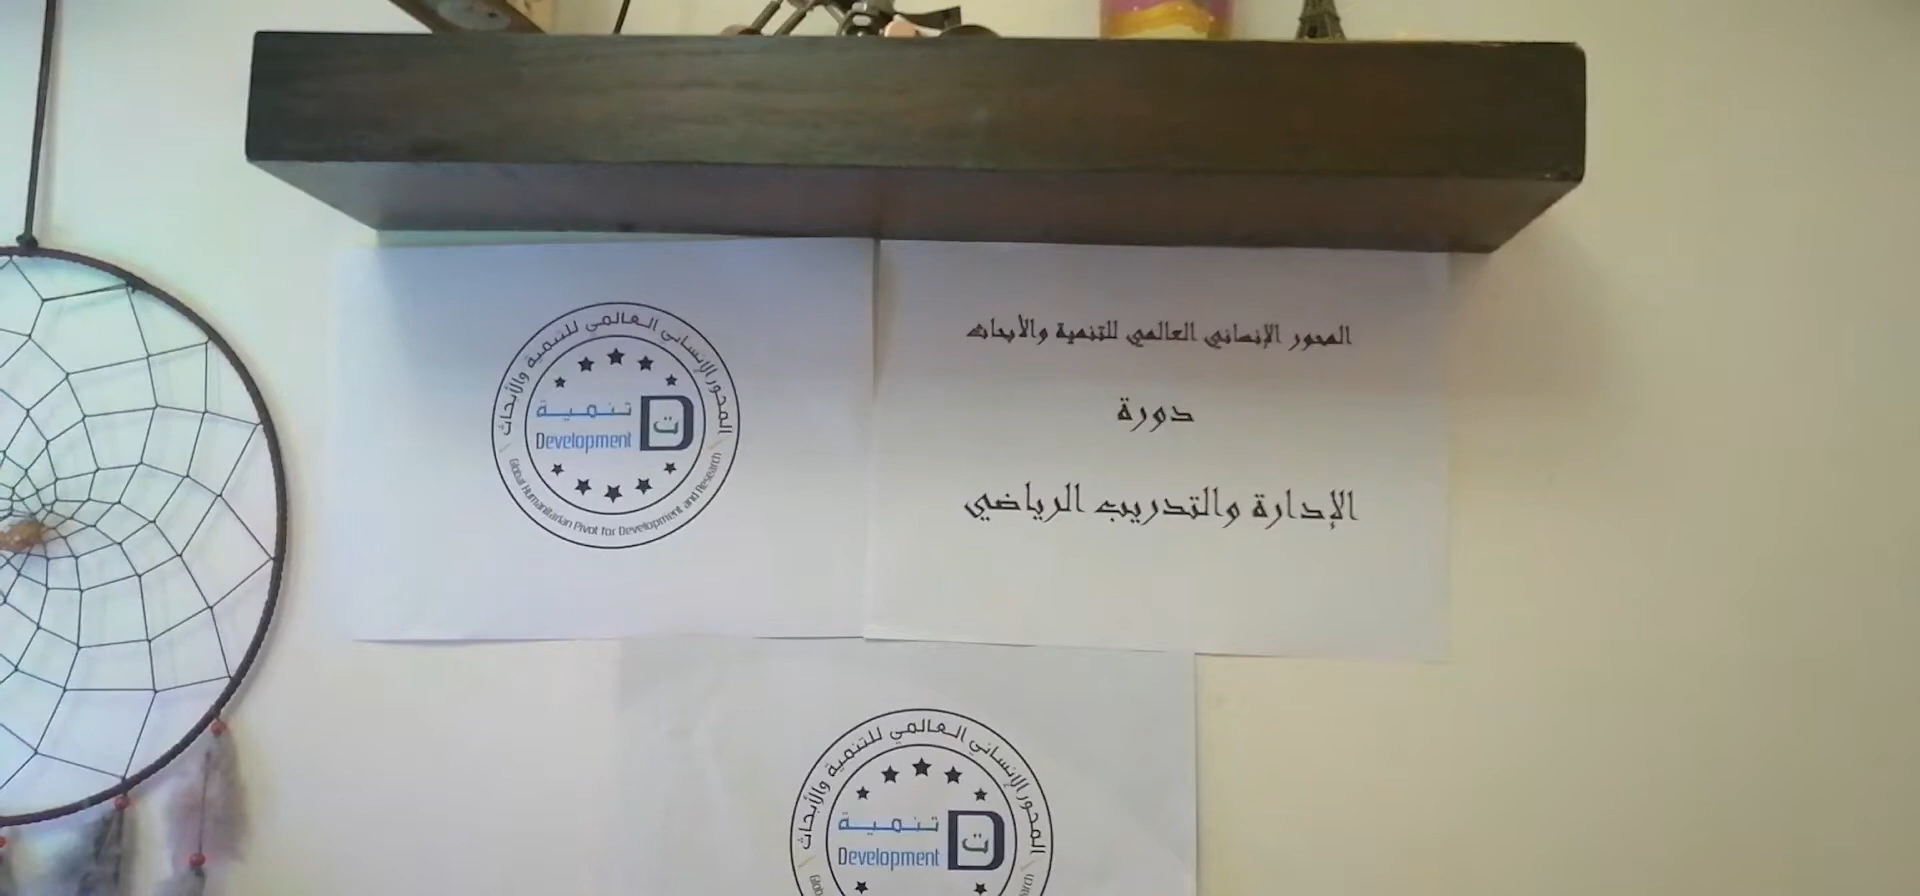 المحور الإنساني العالمي للتنمية والأبحاث
تنمية
Development
ت
Global Humanitarian Pivot for Development and Research
المحور الإنساني العالمي للتنمية والأبحاث
دورة
الإدارة والتدريب الرياضي
المحور الإنساني العالمي للتنمية والأبحاث
تنمية
Development
ت